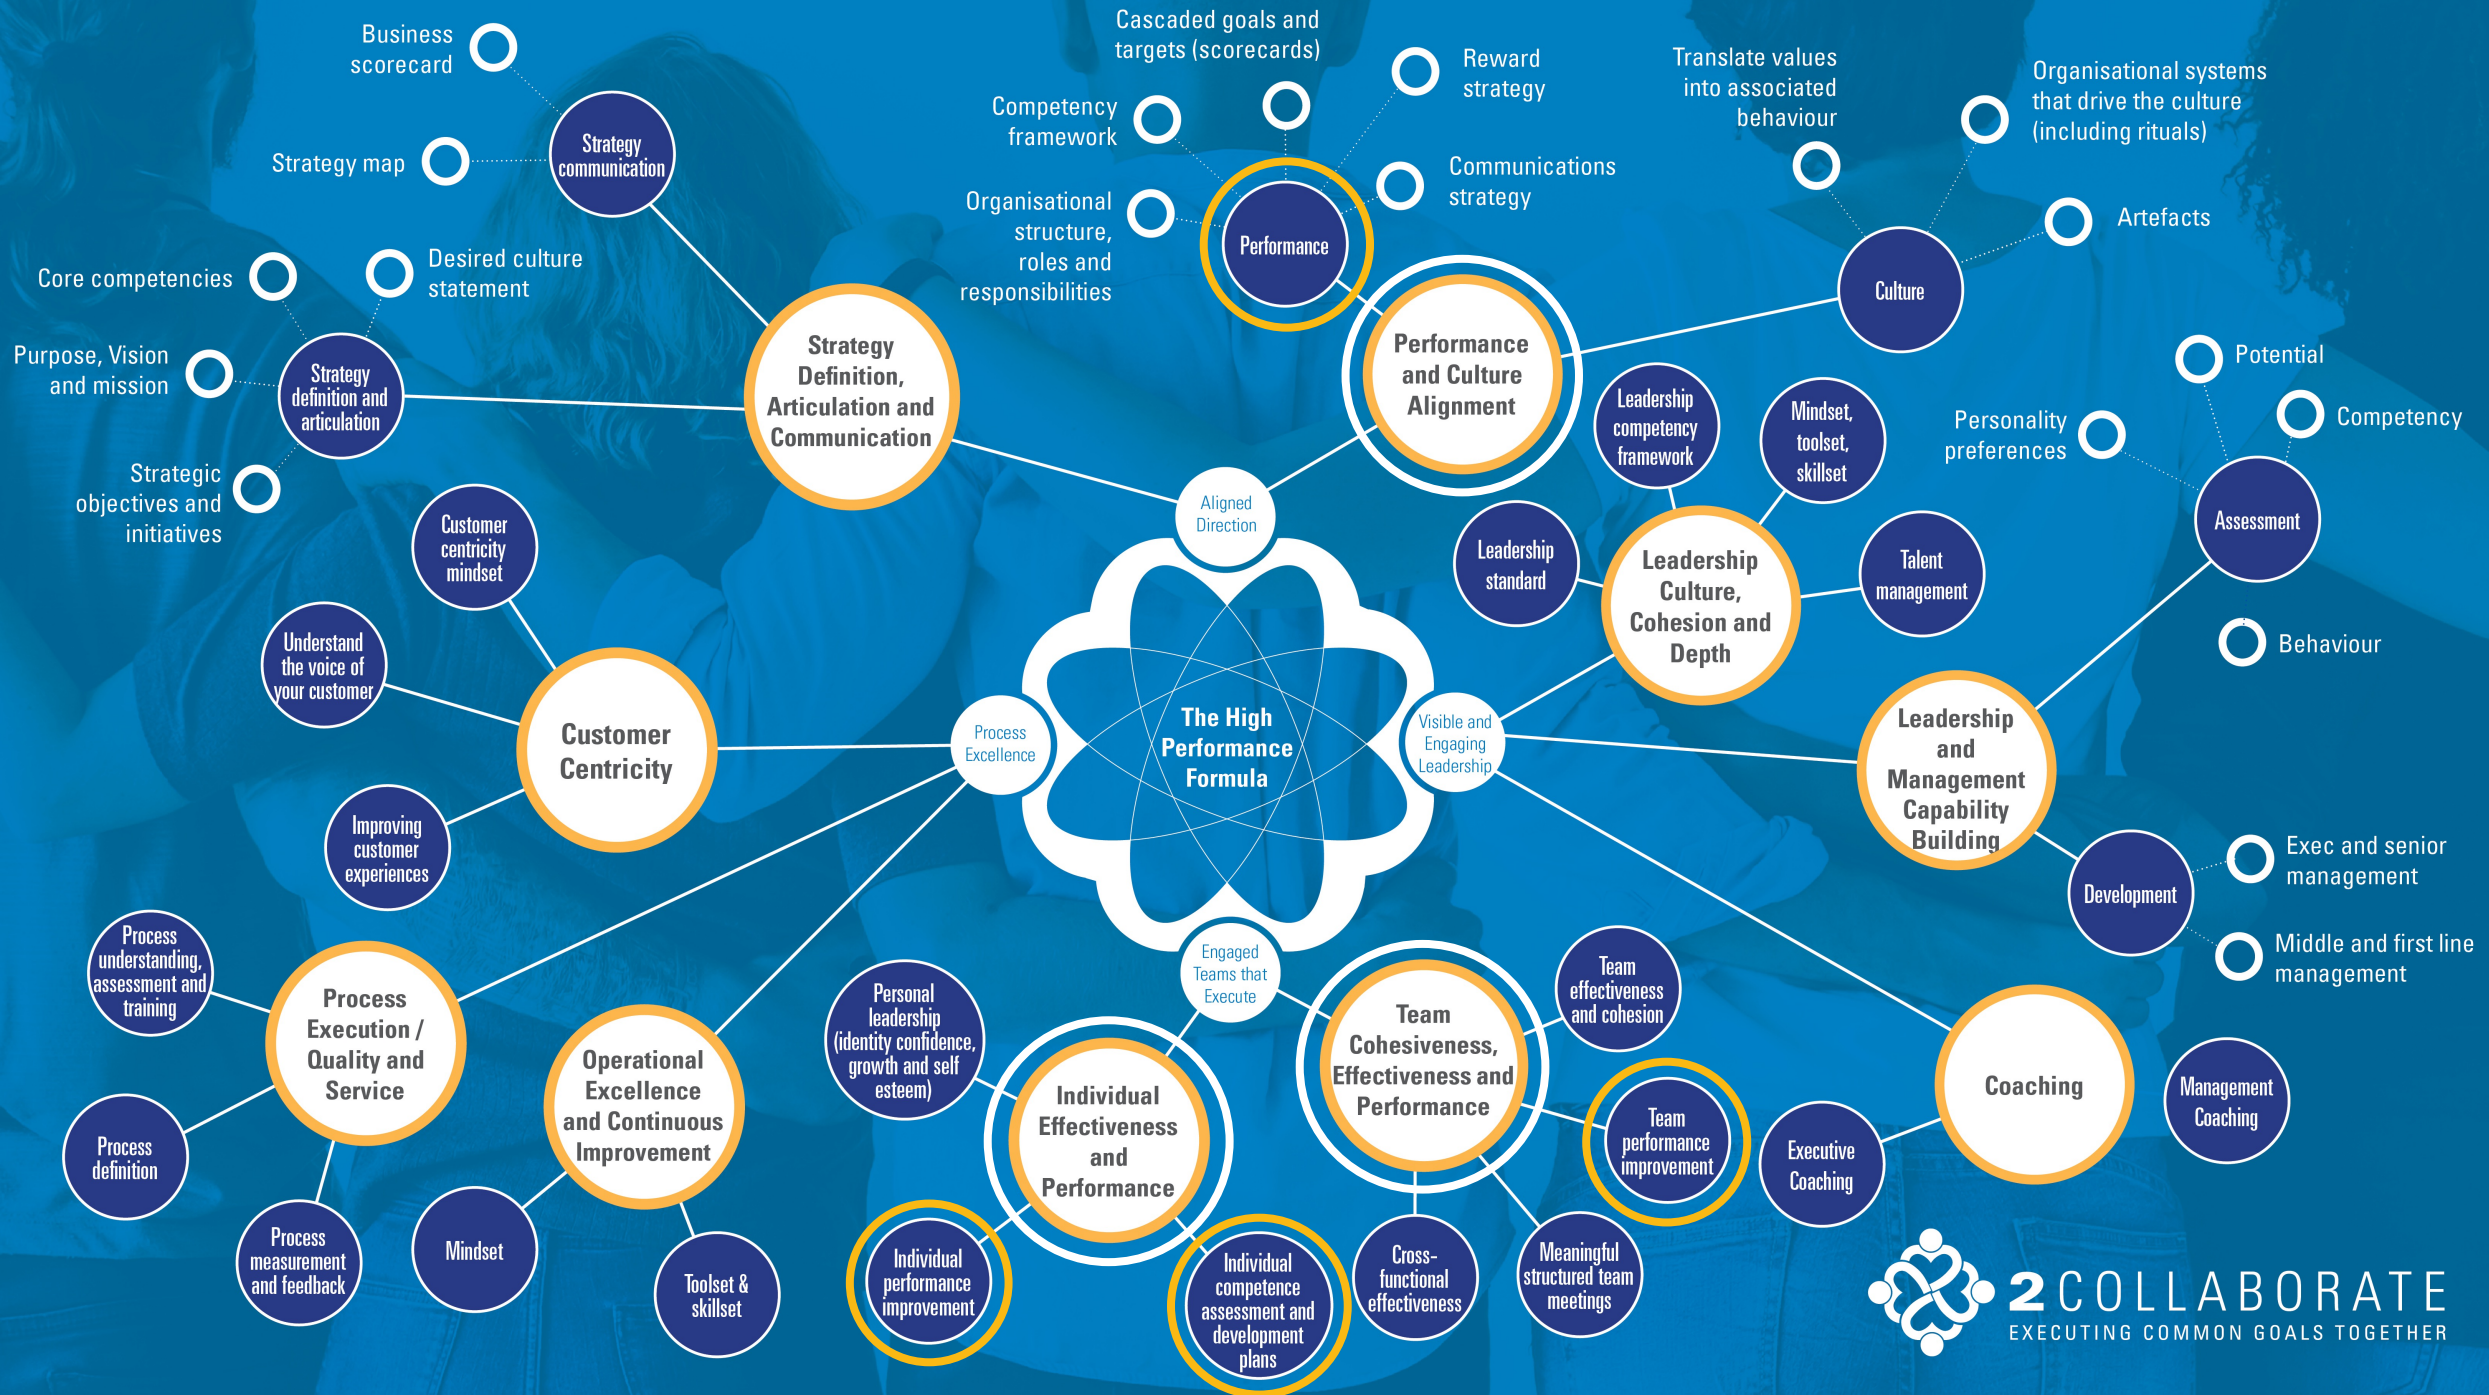 Business
scorecard
Strategy map
Strategy
communication
Core competencies
Desired culture
statement
Purpose, Vision
and mission
Strategic
objectives and
initiatives
Strategy
definition and
articulation
Strategy
Definition,
Articulation and
Communication
Cascaded goals and
targets (scorecards)
Competency
framework
Organisational
structure,
roles and
responsibilities
Reward
strategy
Communications
strategy
Performance
Performance
and Culture
Alignment
Translate values
into associated
behaviour
Organisational systems
that drive the culture
(including rituals)
Artefacts
Culture
Aligned
Direction
Leadership
competency
framework
Mindset,
toolset,
skillset
Leadership
standard
Talent
management
Leadership
Culture,
Cohesion and
Depth
Potential
Competency
Personality
preferences
Assessment
Behaviour
Customer
centricity
mindset
Understand
the voice of
your customer
Improving
customer
experiences
Customer
Centricity
Process
Excellence
The High
Performance
Formula
Visible and
Engaging
Leadership
Leadership
and
Management
Capability
Building
Development
Exec and senior
management
Middle and first line
management
Process
understanding,
assessment and
training
Process
definition
Process
measurement
and feedback
Process
Execution /
Quality and
Service
Operational
Excellence
and Continuous
Improvement
Mindset
Toolset &
skillset
Engaged
Teams that
Execute
Personal
leadership
(identity confidence,
growth and self
esteem)
Individual
Effectiveness
and
Performance
Individual
performance
improvement
Individual
competence
assessment and
development
plans
Team
Cohesiveness,
Effectiveness and
Performance
Team
effectiveness
and cohesion
Team
performance
improvement
Cross-
functional
effectiveness
Meaningful
structured team
meetings
Coaching
Executive
Coaching
Management
Coaching
2COLLABORATE
EXECUTING COMMON GOALS TOGETHER